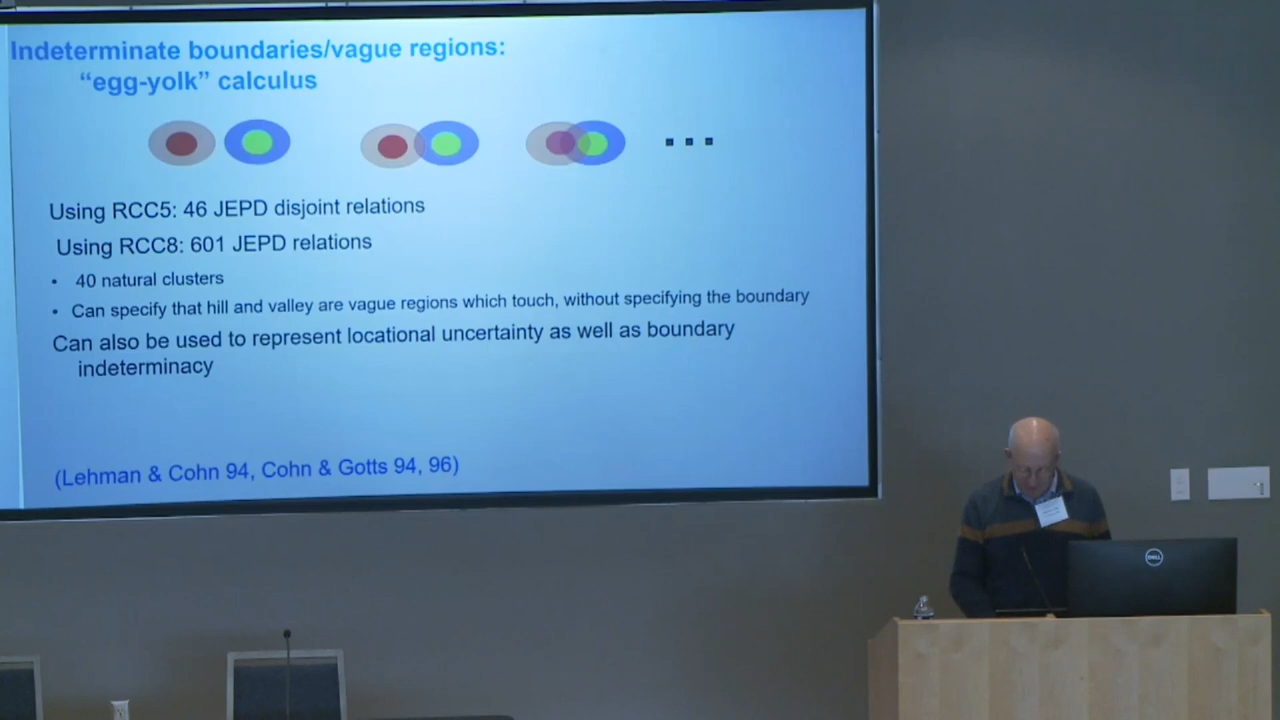 Indeterminate boundaries/vague regions:
“egg-yolk” calculus
Using RCC5: 46 JEPD disjoint relations
Using RCC8: 601 JEPD relations
• 40 natural clusters
• Can specify that hill and valley are vague regions which touch, without specifying the boundary
Can also be used to represent locational uncertainty as well as boundary
indeterminacy
(Lehman & Cohn 94, Cohn & Gotts 94, 96)
DELL